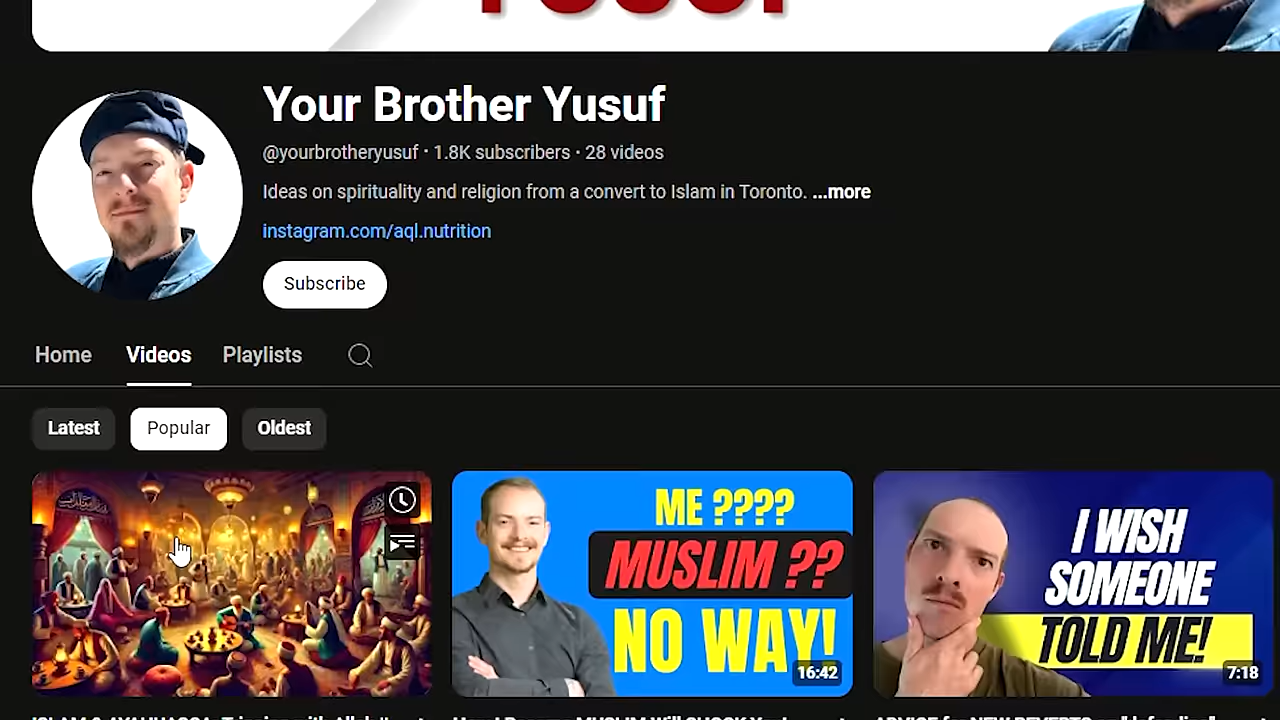 YUSUF
Your Brother Yusuf
@yourbrotheryusuf · 1.8K subscribers · 28 videos
Ideas on spirituality and religion from a convert to Islam in Toronto. ...more
instagram.com/aql.nutrition
Subscribe
Home Videos Playlists
Latest Popular Oldest
ME ????
MUSLIM ??
NO WAY!
16:42
I WISH
SOMEONE
TOLD ME!
7:18